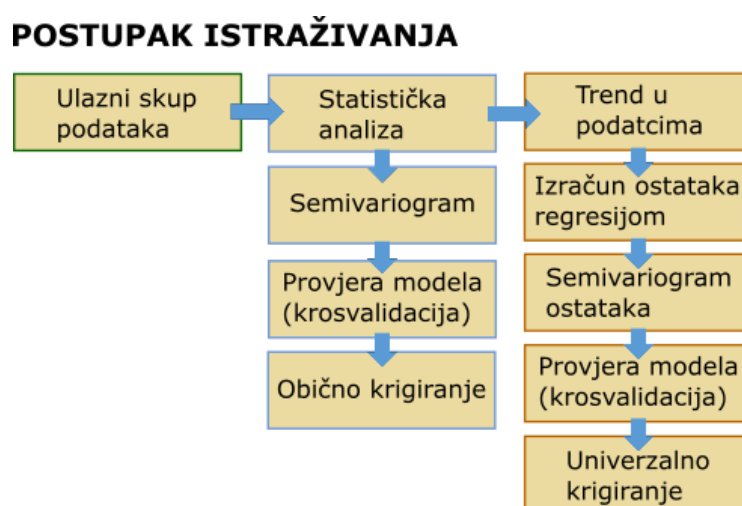 POSTUPAK ISTRAŽIVANJA
Ulazni skup
podataka
Statistička
analiza
Semivariogram
Provjera modela
(krosvalidacija)
Obično krigiranje
Trend u
podatcima
Izračun ostataka
regresijom
Semivariogram
ostataka
Provjera modela
(krosvalidacija)
Univerzalno
krigiranje